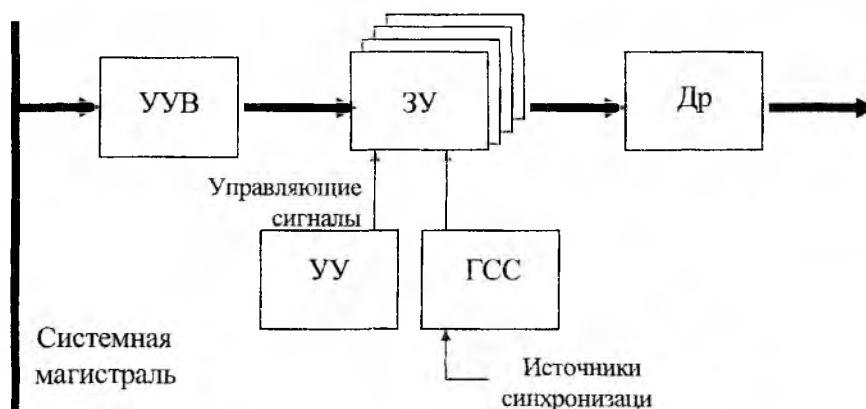 УУВ
ЗУ
Др
Управляющие
сигналы
УУ
ГСС
Системная
магистраль
Источники
синхронизаци